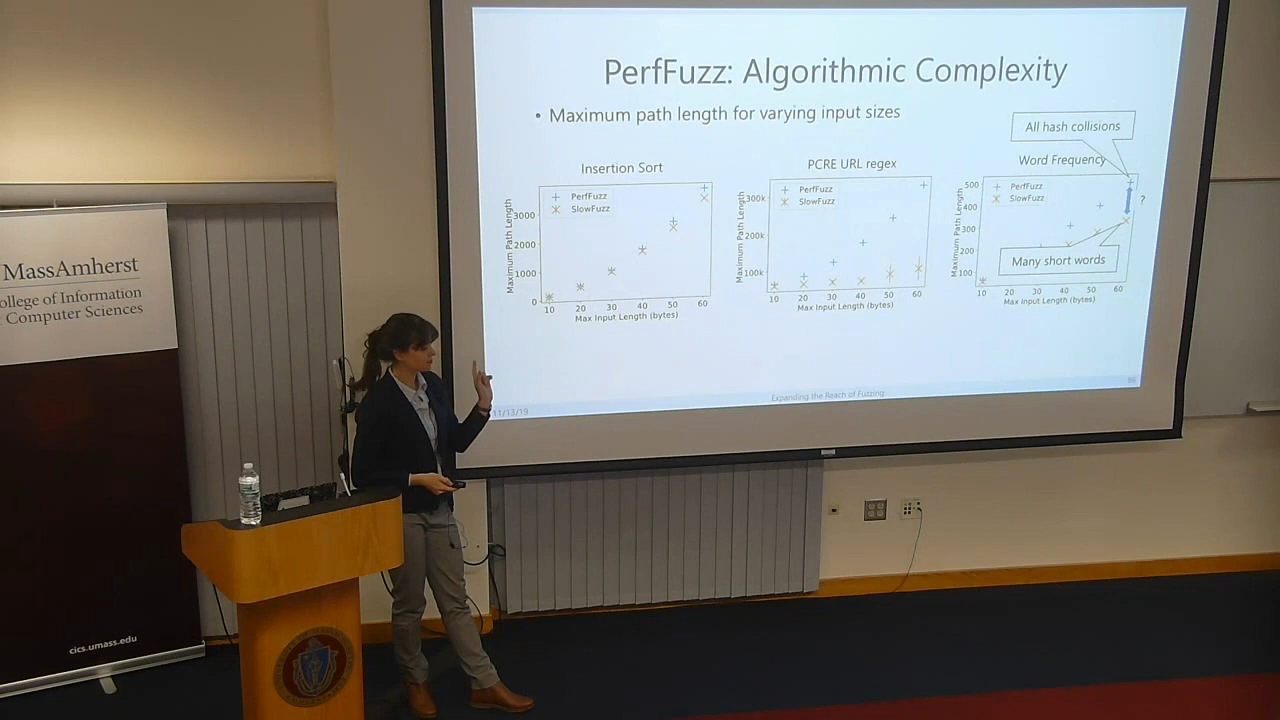 PerfFuzz: Algorithmic Complexity
• Maximum path length for varying input sizes
All hash collisions
Insertion Sort
PCRE URL regex
Word Frequency
PerfFuzz
SlowFuzz
Maximum Path Length
3000
2000
1000
0
10 20 30 40 50 60
Max Input Length (bytes)
PerfFuzz
SlowFuzz
Maximum Path Length
300k
200k
100k
10 20 30 40 50 60
Max Input Length (bytes)
PerfFuzz
SlowFuzz
Maximum Path Length
500
400
300
200
100
?
Many short words
10 20 30 40 50 60
Max Input Length (bytes)
11/13/19
Expanding the Reach of Fuzzing
MassAmherst
ollege of Information
Computer Sciences
cics.umass.edu